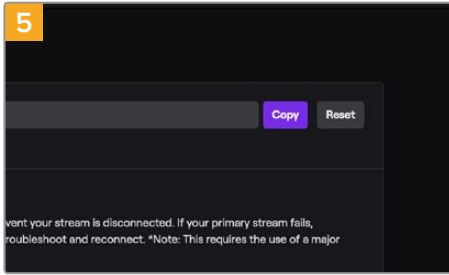 5
Copy Reset
vent your stream is disconnected. If your primary stream fails,
roubleshoot and reconnect. *Note: This requires the use of a major